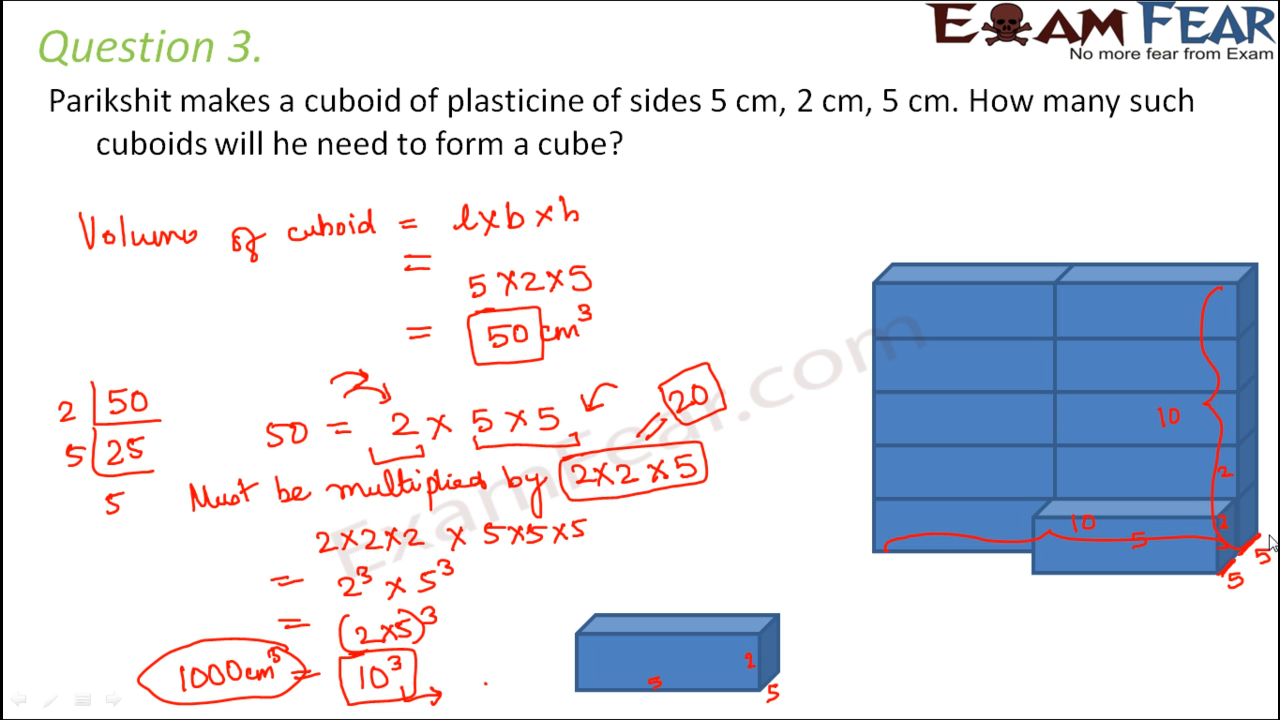 EXAM FEAR
No more fear from Exam
Question 3.
Parikshit makes a cuboid of plasticine of sides 5 cm, 2 cm, 5 cm. How many such
cuboids will he need to form a cube?
Volume of cuboid = l×b×h
=
5×2×5
= 50 cm³
2 | 50
5 | 25
5
50 = 2 × 5 × 5
20
Must be multiplied by 2×2×5
2×2×2 × 5×5×5
= 2³ × 5³
= (2×5)³
1000cm³ = 10³
10
2
10
2
5
5
5
2
5
5
ExamFear.com